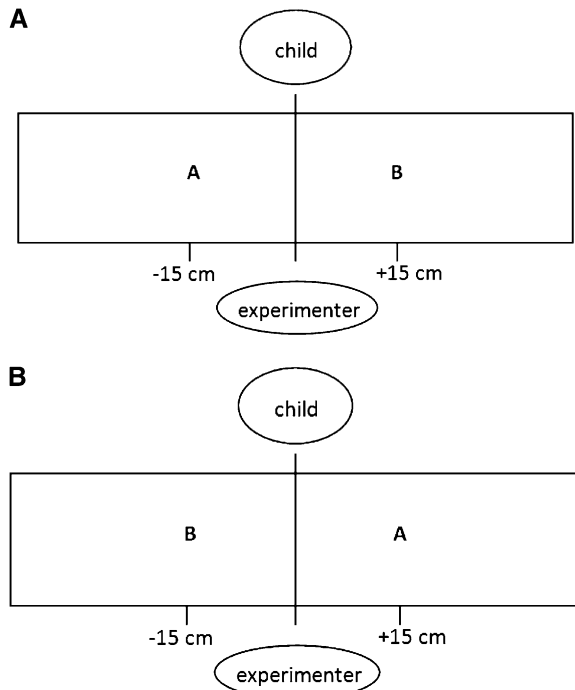 A
child
A B
-15 cm +15 cm
experimenter
B
child
B A
-15 cm +15 cm
experimenter